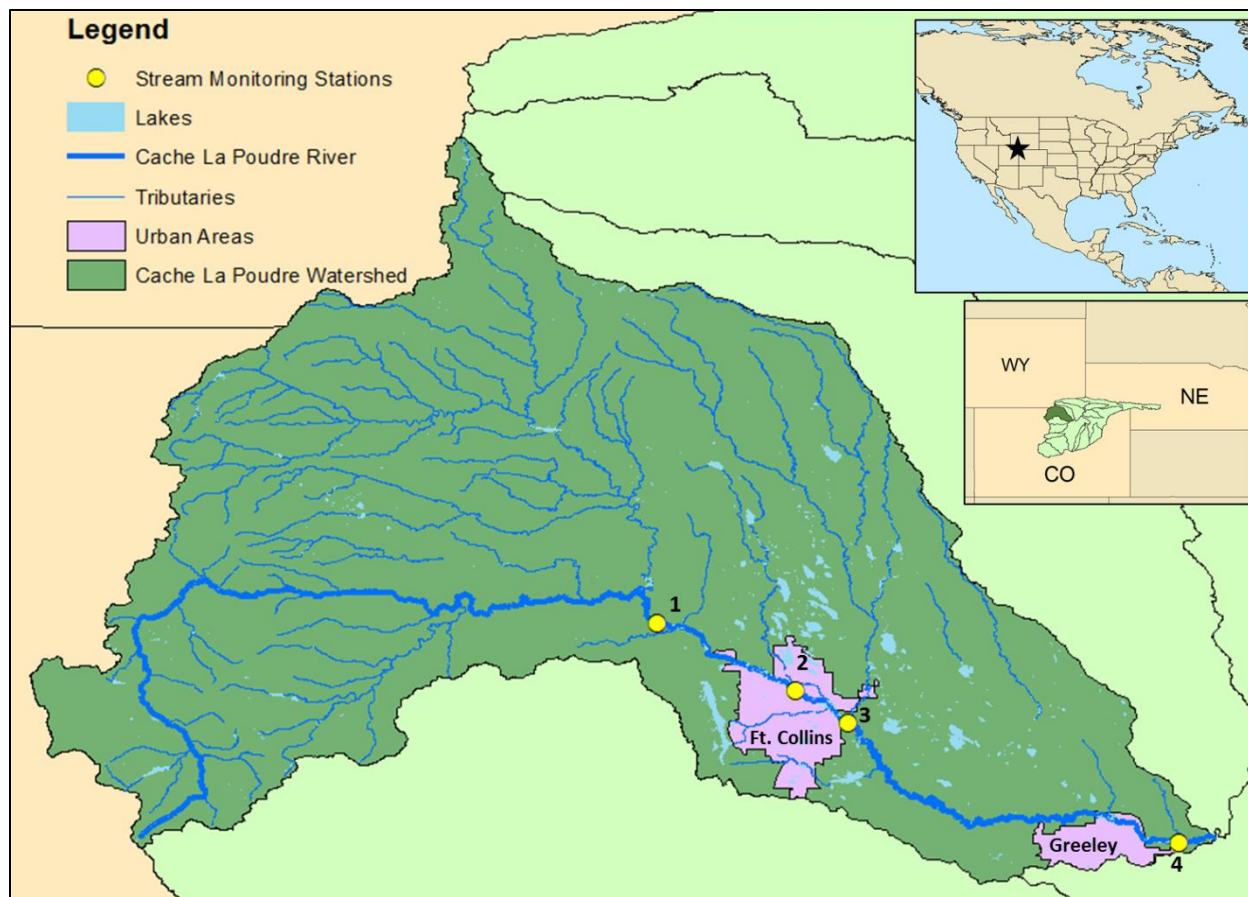 Legend
Stream Monitoring Stations
Lakes
Cache La Poudre River
Tributaries
Urban Areas
Cache La Poudre Watershed
WY
NE
CO
1
2
3
Ft. Collins
Greeley
4